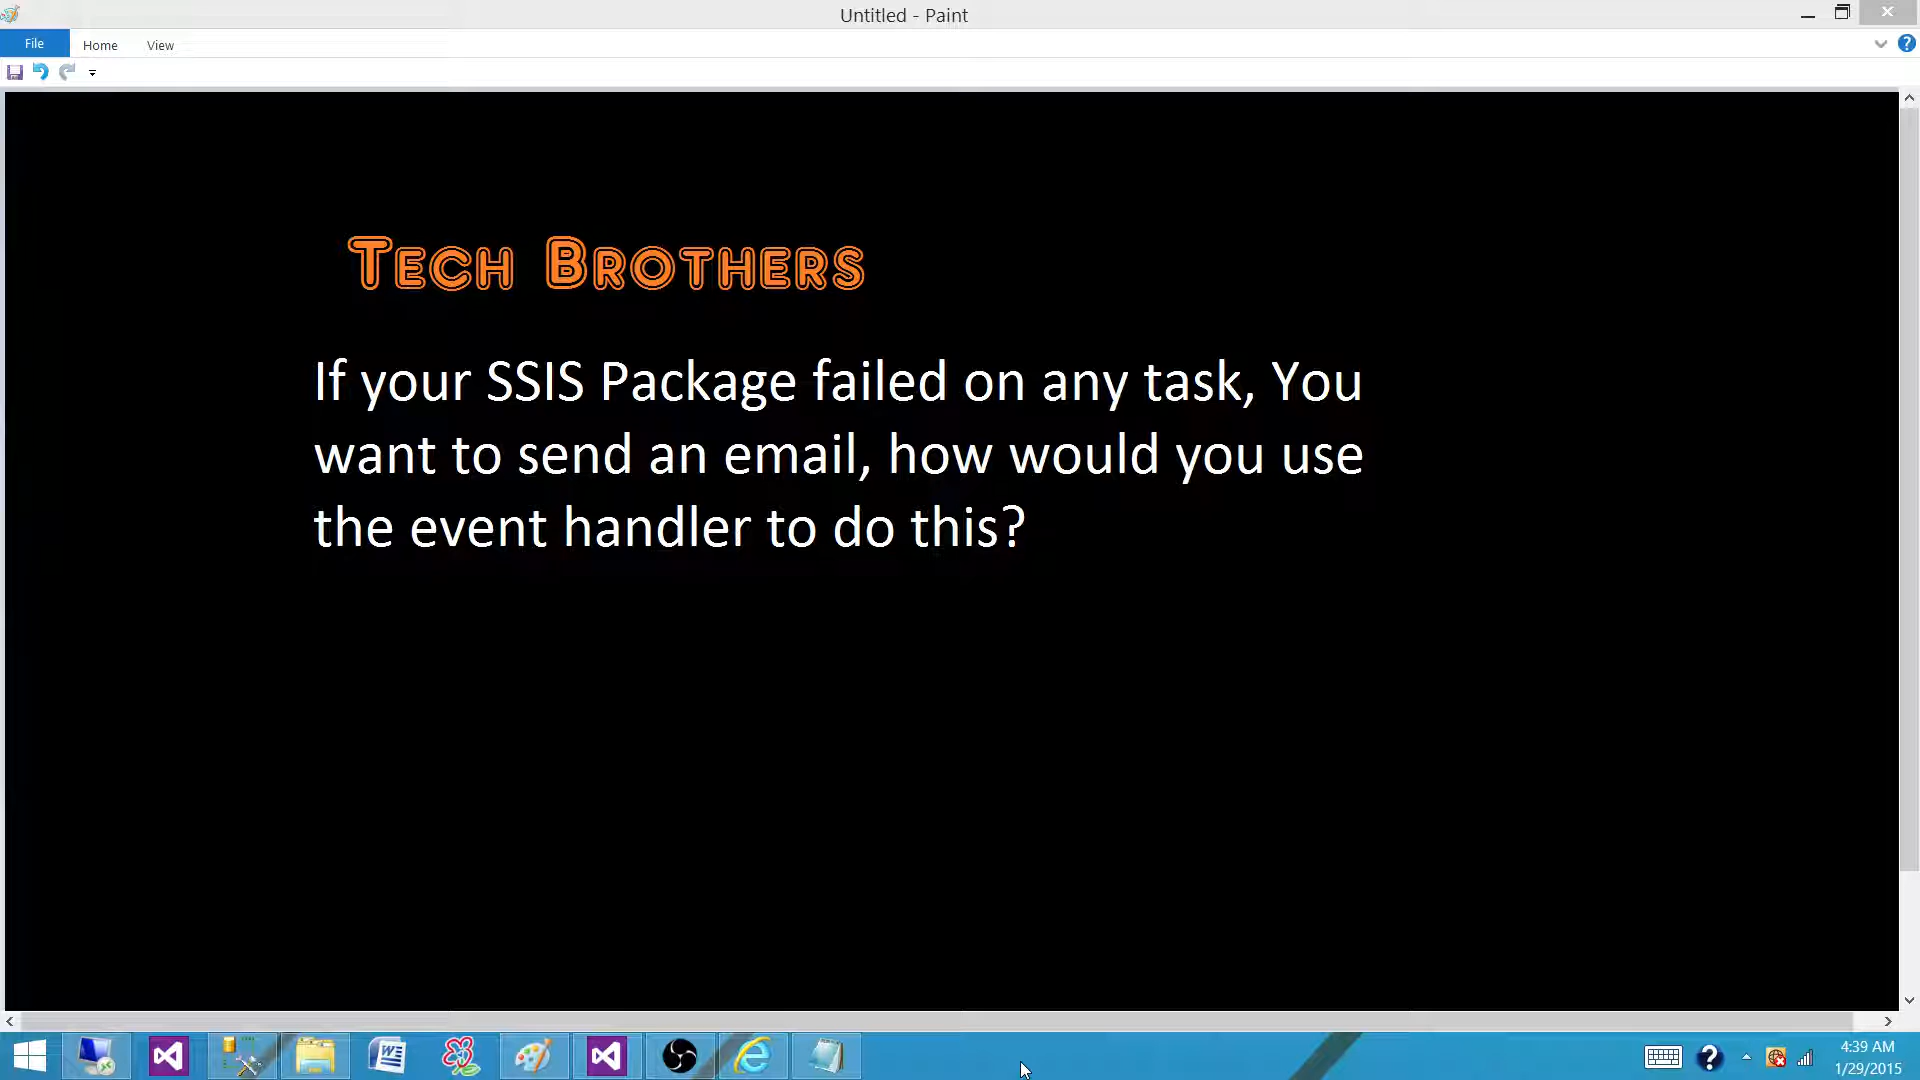 Untitled - Paint
File
Home
View
Tech Brothers
If your SSIS Package failed on any task, You
want to send an email, how would you use
the event handler to do this?
4:39 AM
1/29/2015